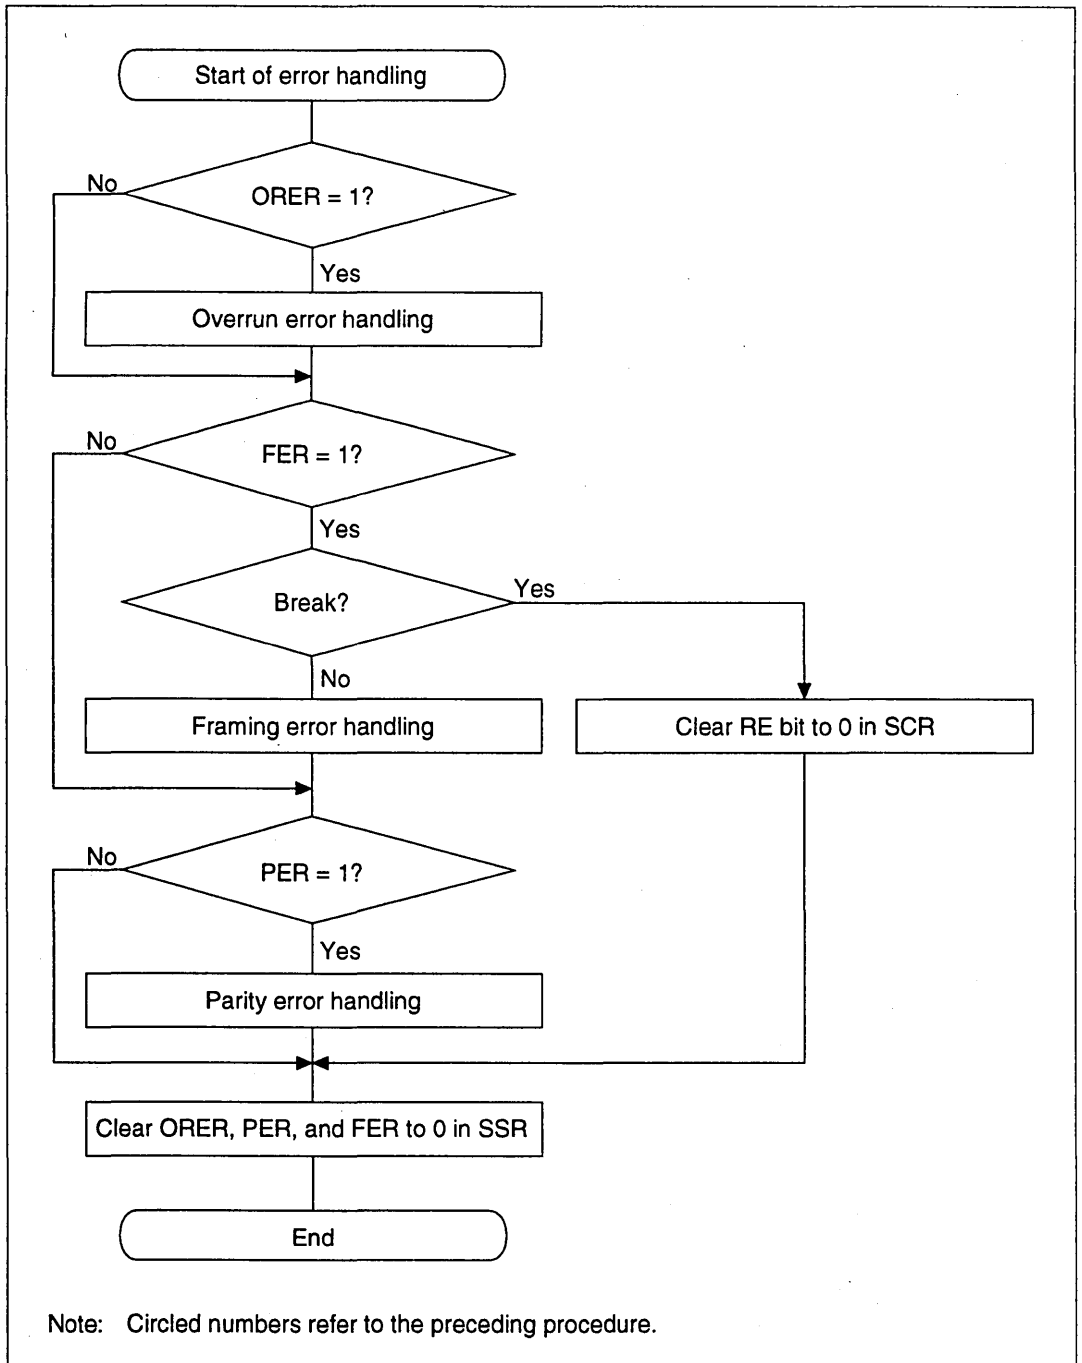 Start of error handling
No
ORER = 1?
Yes
Overrun error handling
No
FER = 1?
Yes
Break?
Yes
No
Framing error handling
Clear RE bit to 0 in SCR
No
PER = 1?
Yes
Parity error handling
Clear ORER, PER, and FER to 0 in SSR
End
Note: Circled numbers refer to the preceding procedure.